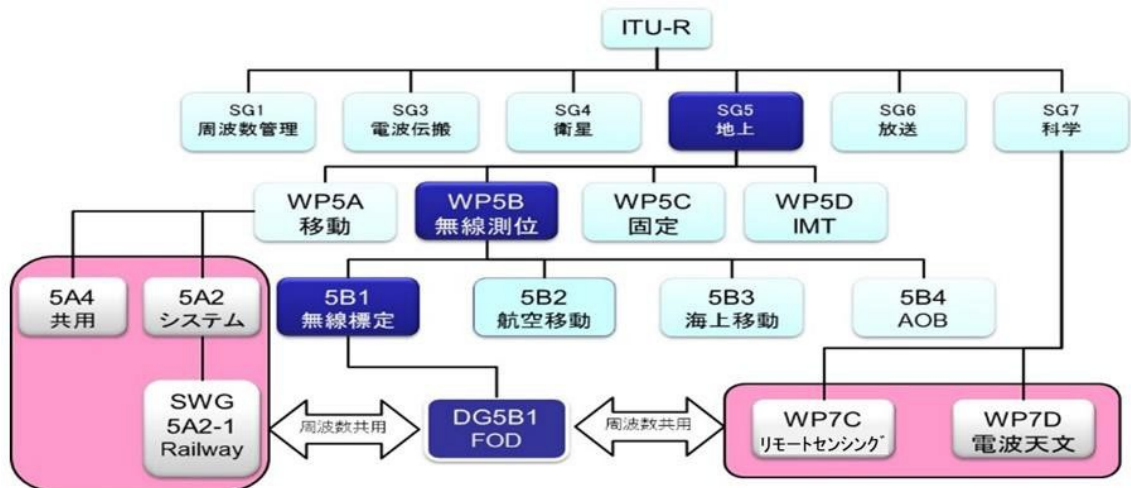 ITU-R
SG1
周波数管理
SG3
電波伝搬
SG4
衛星
SG5
地上
SG6
放送
SG7
科学
WP5A
移動
WP5B
無線測位
WP5C
固定
WP5D
IMT
5A4
共用
5A2
システム
5B1
無線標定
5B2
航空移動
5B3
海上移動
5B4
AOB
SWG
5A2-1
Railway
周波数共用
DG5B1
FOD
周波数共用
WP7C
リモートセンシング
WP7D
電波天文